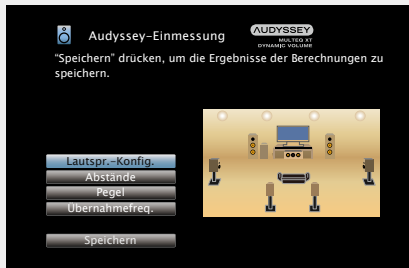 Audyssey-Einmessung
AUDYSSEY
MULTEQ XT
DYNAMIC VOLUME
"Speichern" drücken, um die Ergebnisse der Berechnungen zu
speichern.
Lautspr.-Konfig.
Abstände
Pegel
Übernahmefreq.
Speichern